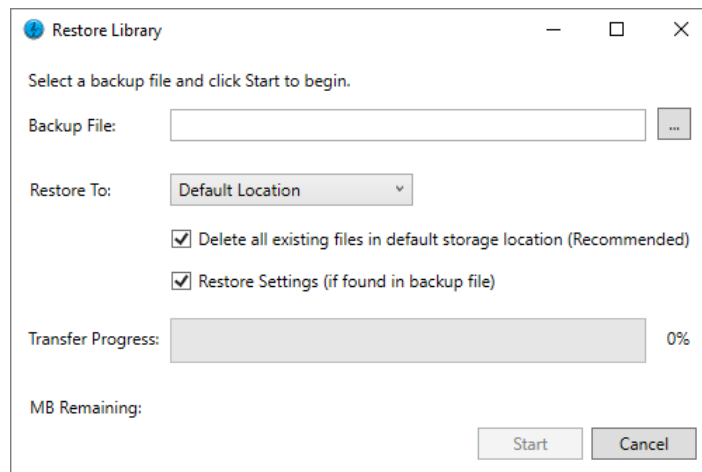 Restore Library
Select a backup file and click Start to begin.
Backup File:
...
Restore To: Default Location
Delete all existing files in default storage location (Recommended)
Restore Settings (if found in backup file)
Transfer Progress: 0%
MB Remaining:
Start Cancel